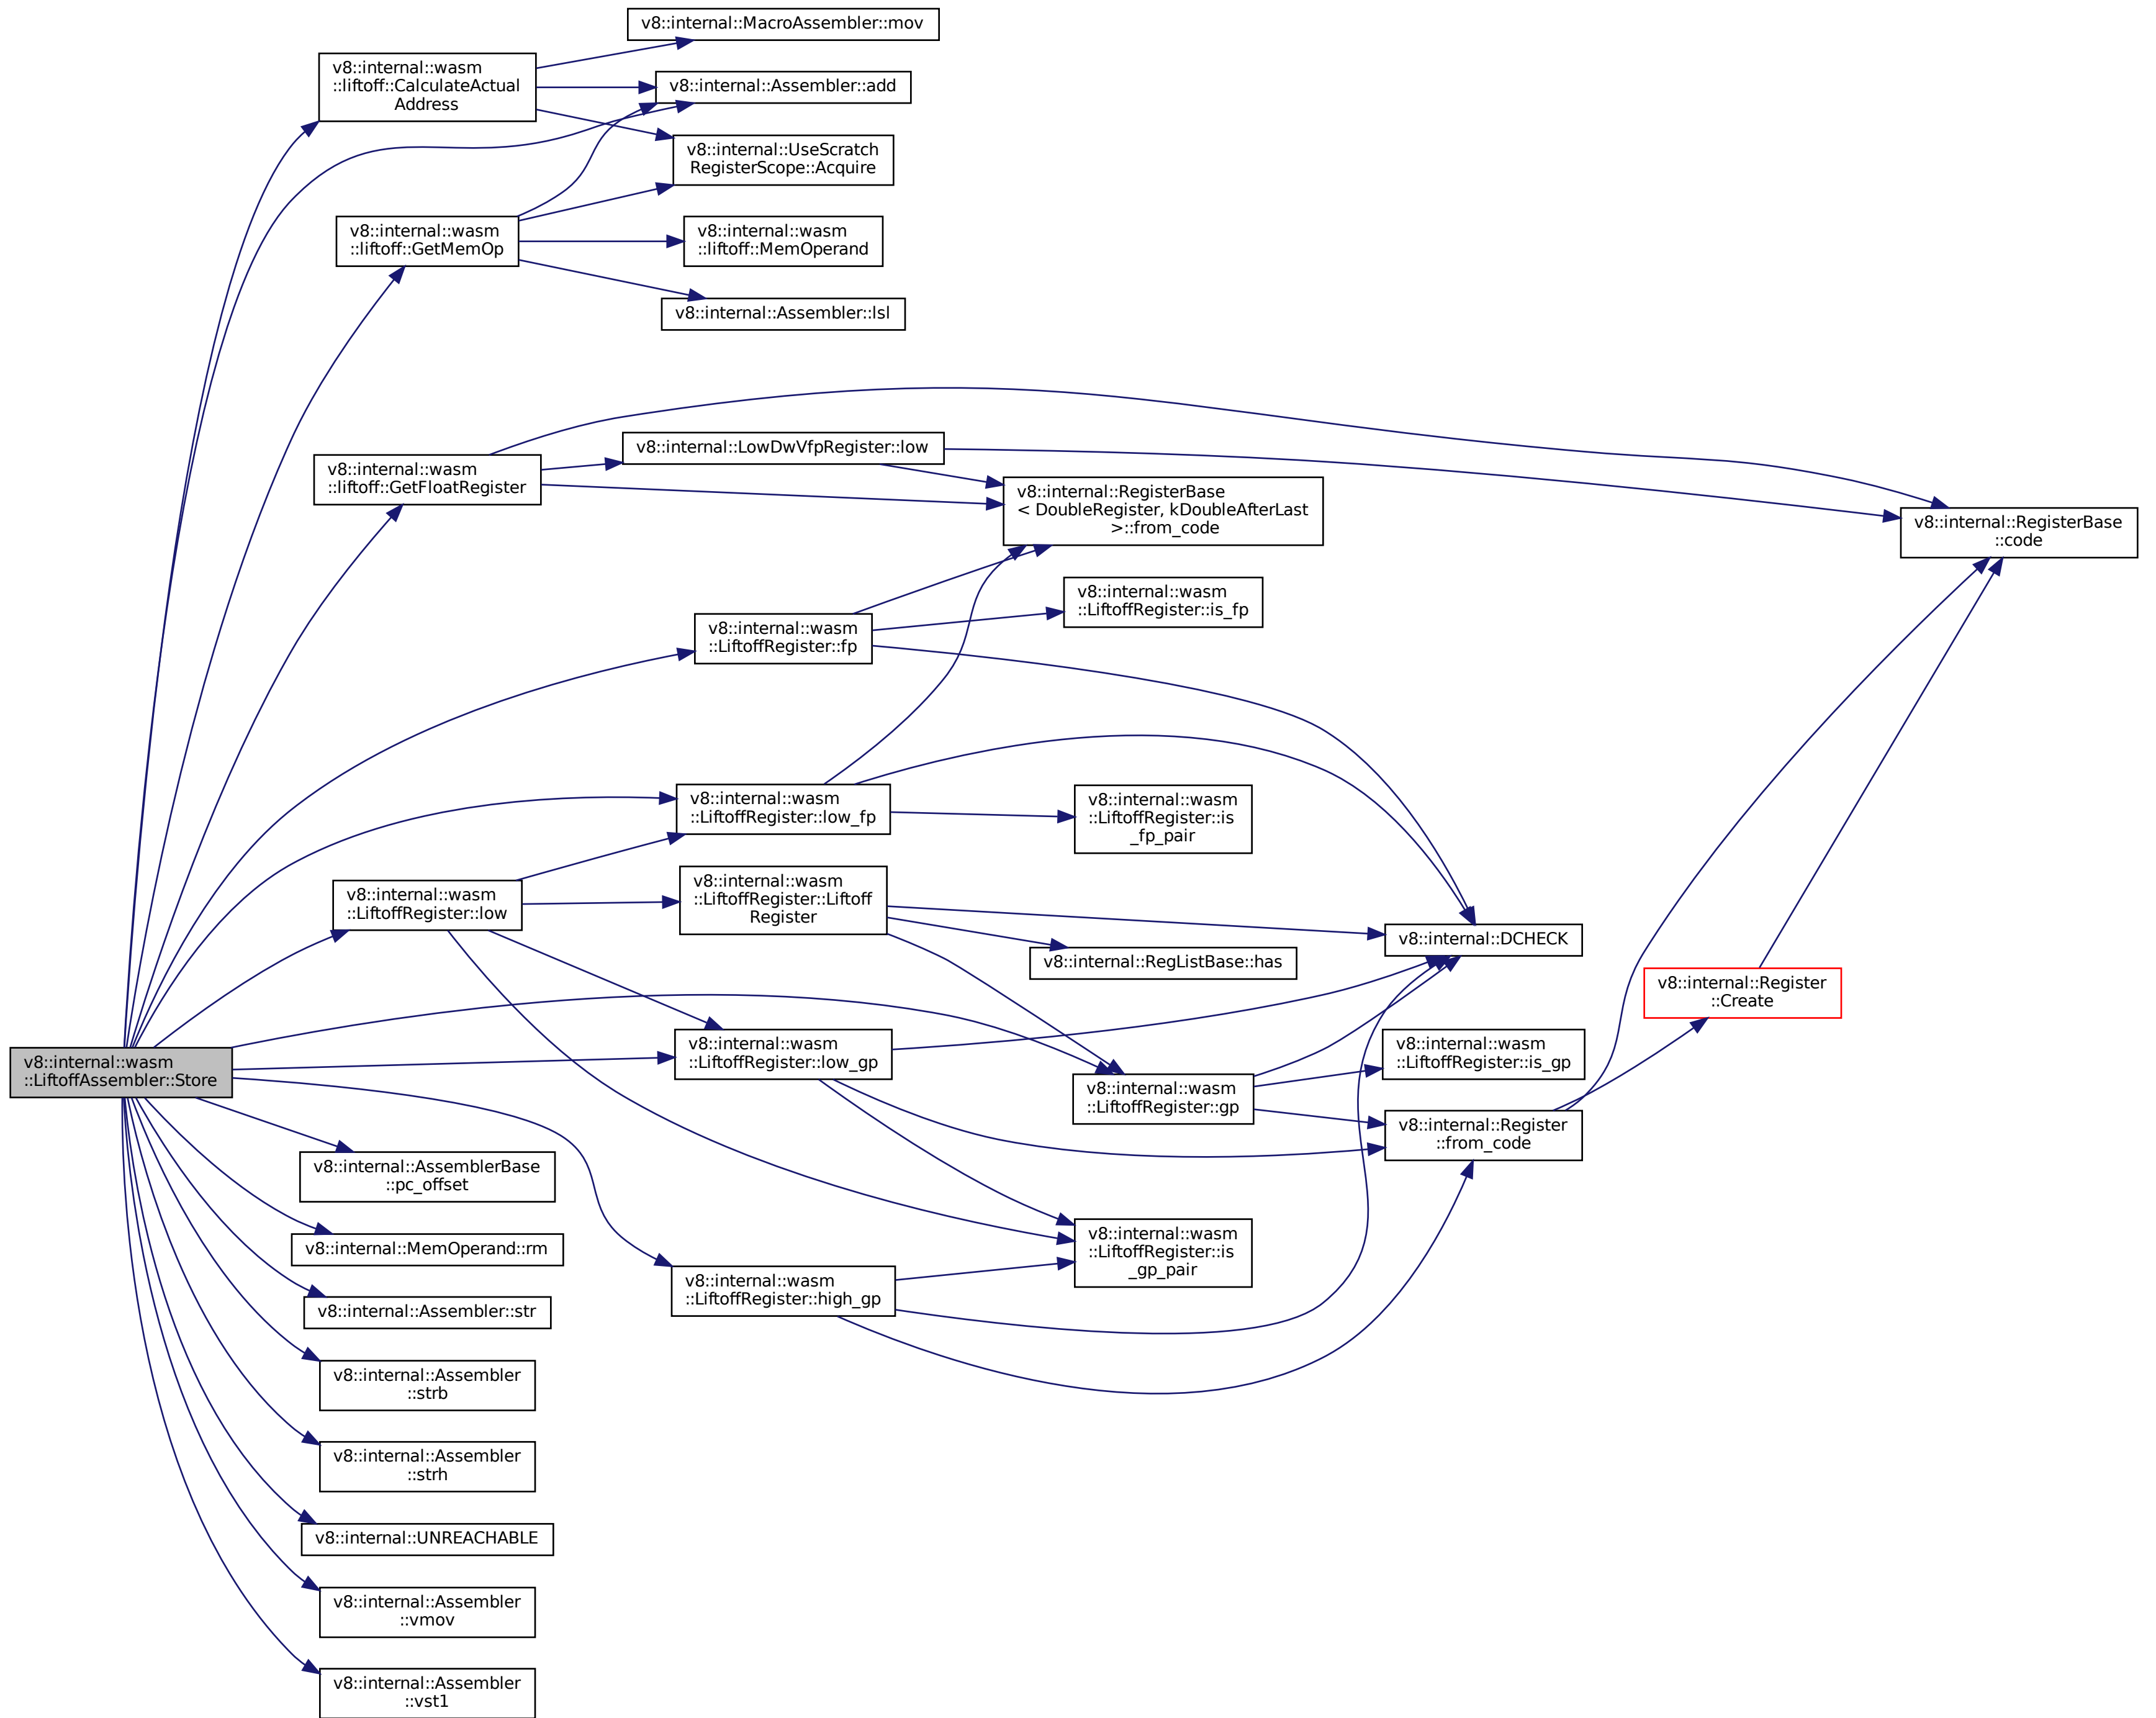 v8::internal::MacroAssembler::mov
v8::internal::wasm
::liftoff::CalculateActual
Address
v8::internal::Assembler::add
v8::internal::UseScratch
RegisterScope::Acquire
v8::internal::wasm
::liftoff::GetMemOp
v8::internal::wasm
::liftoff::MemOperand
v8::internal::Assembler::lsl
v8::internal::LowDwVfpRegister::low
v8::internal::wasm
::liftoff::GetFloatRegister
v8::internal::RegisterBase
< DoubleRegister, kDoubleAfterLast
>::from_code
v8::internal::RegisterBase
::code
v8::internal::wasm
::LiftoffRegister::is_fp
v8::internal::wasm
::LiftoffRegister::fp
v8::internal::wasm
::LiftoffRegister::low_fp
v8::internal::wasm
::LiftoffRegister::is
_fp_pair
v8::internal::wasm
::LiftoffRegister::low
v8::internal::wasm
::LiftoffRegister::Liftoff
Register
v8::internal::DCHECK
v8::internal::RegListBase::has
v8::internal::Register
::Create
v8::internal::wasm
::LiftoffAssembler::Store
v8::internal::wasm
::LiftoffRegister::low_gp
v8::internal::wasm
::LiftoffRegister::is_gp
v8::internal::wasm
::LiftoffRegister::gp
v8::internal::Register
::from_code
v8::internal::AssemblerBase
::pc_offset
v8::internal::wasm
::LiftoffRegister::is
_gp_pair
v8::internal::MemOperand::rm
v8::internal::wasm
::LiftoffRegister::high_gp
v8::internal::Assembler::str
v8::internal::Assembler
::strb
v8::internal::Assembler
::strh
v8::internal::UNREACHABLE
v8::internal::Assembler
::vmov
v8::internal::Assembler
::vst1